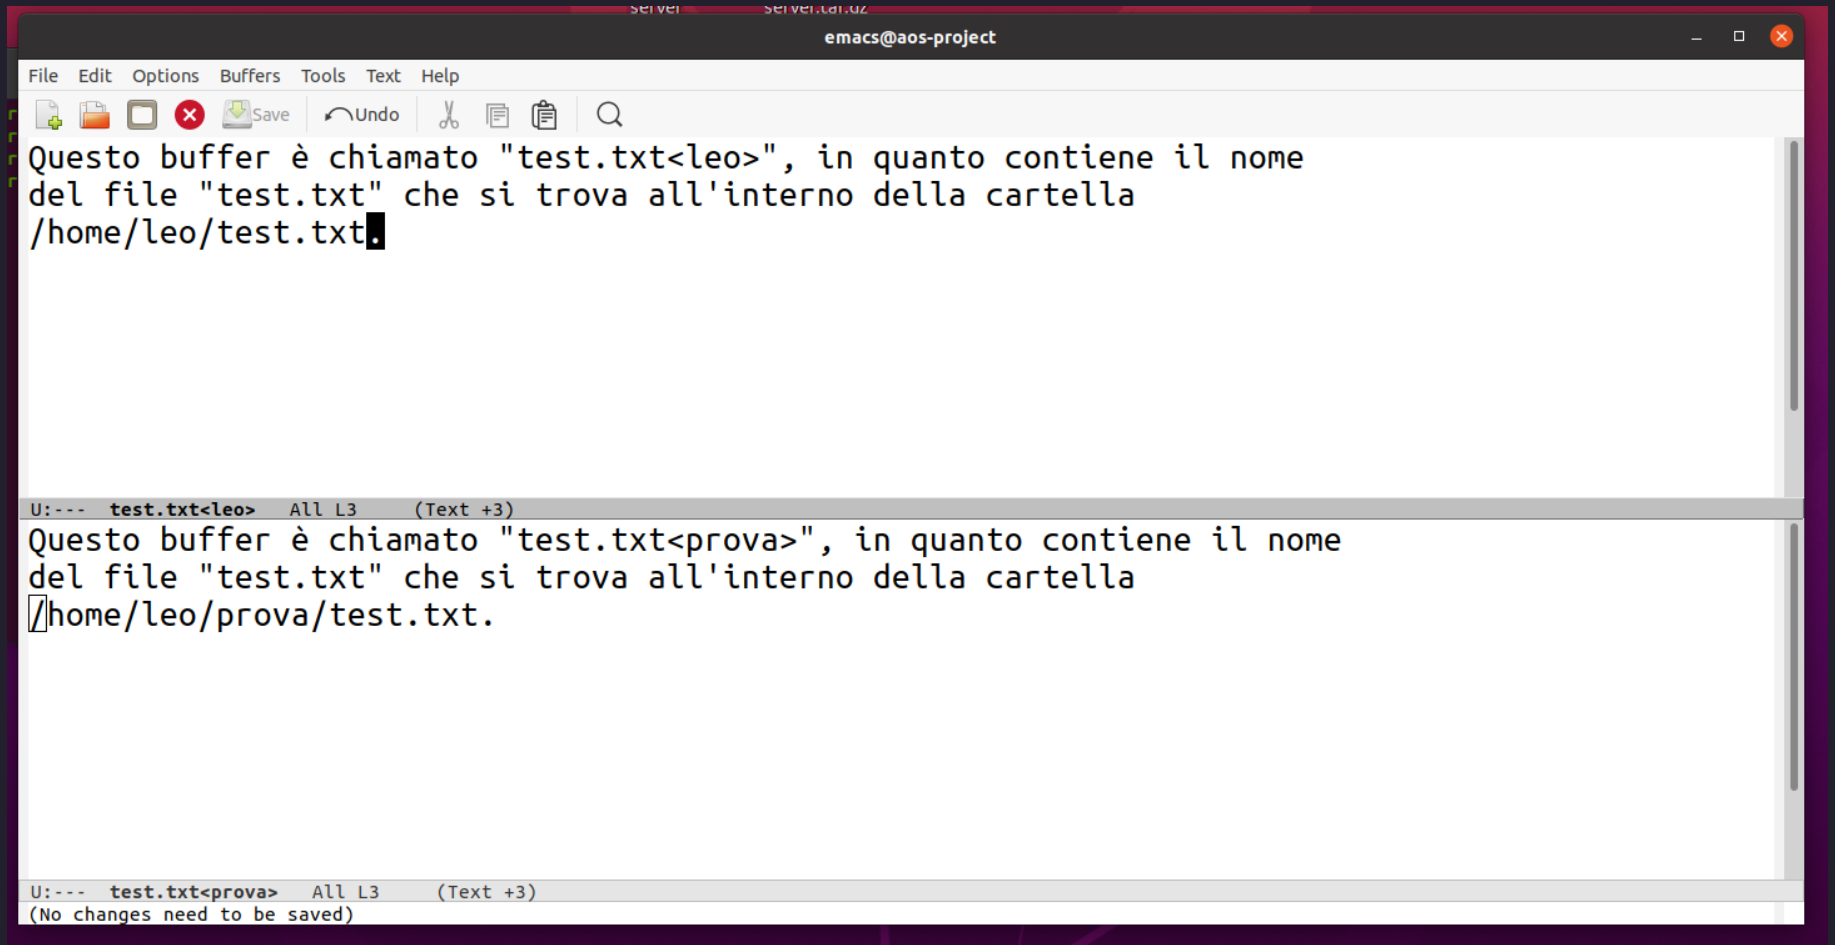 server server.tar.gz
emacs@aos-project
File Edit Options Buffers Tools Text Help
Save Undo
Questo buffer è chiamato "test.txt<leo>", in quanto contiene il nome
del file "test.txt" che si trova all'interno della cartella
/home/leo/test.txt.
U:--- test.txt<leo> All L3 (Text +3)
Questo buffer è chiamato "test.txt<prova>", in quanto contiene il nome
del file "test.txt" che si trova all'interno della cartella
/home/leo/prova/test.txt.
U:--- test.txt<prova> All L3 (Text +3)
(No changes need to be saved)